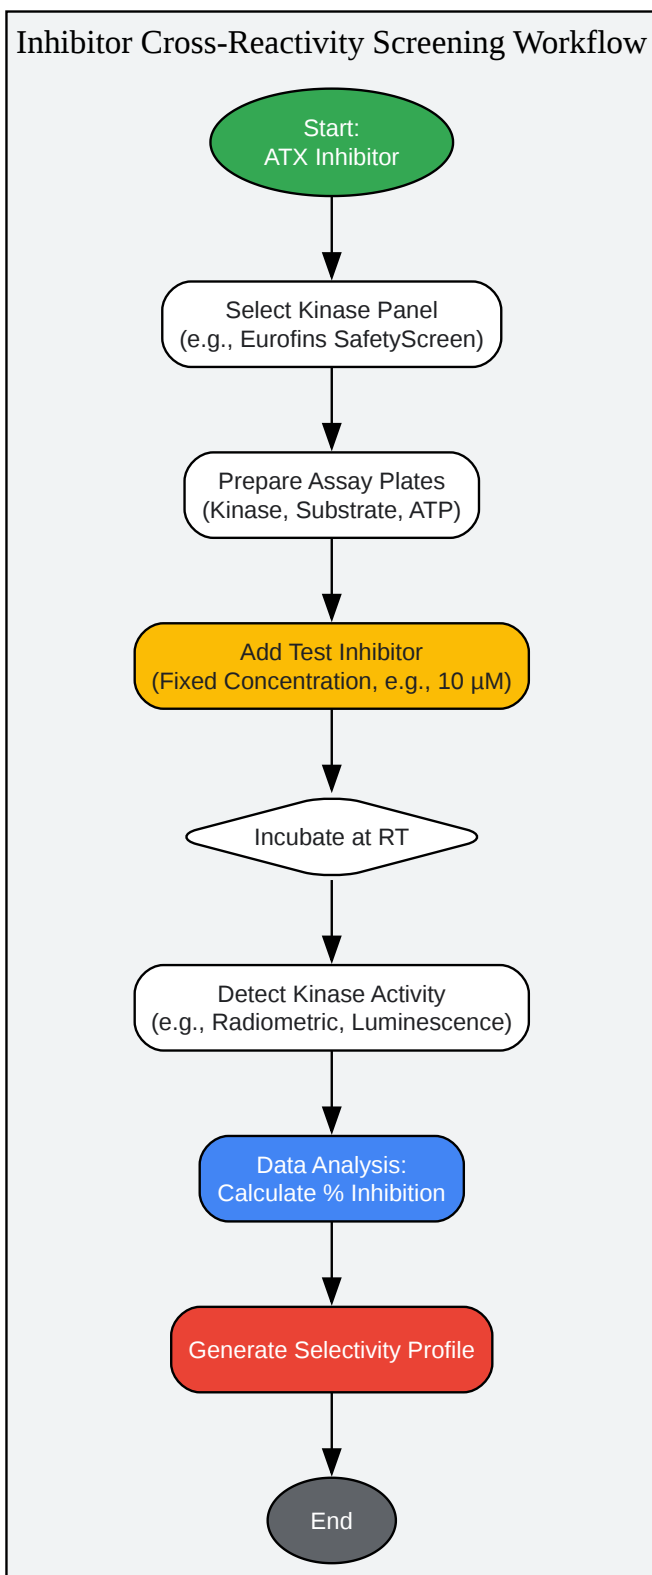 Inhibitor Cross-Reactivity Screening Workflow
Start:
ATX Inhibitor
Select Kinase Panel
(e.g., Eurofins SafetyScreen)
Prepare Assay Plates
(Kinase, Substrate, ATP)
Add Test Inhibitor
(Fixed Concentration, e.g., 10 µM)
Incubate at RT
Detect Kinase Activity
(e.g., Radiometric, Luminescence)
Data Analysis:
Calculate % Inhibition
Generate Selectivity Profile
End